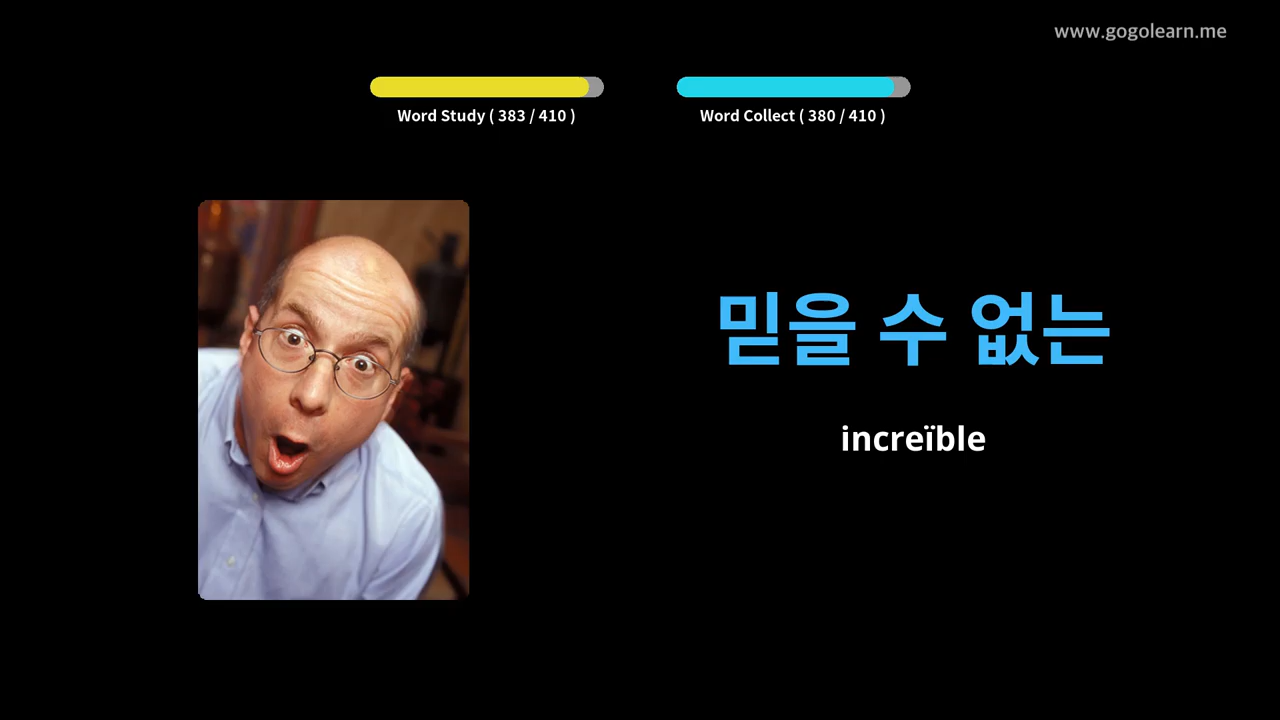 www.gogolearn.me
Word Study ( 383 / 410 )
Word Collect ( 380 / 410 )
믿을 수 없는
increïble